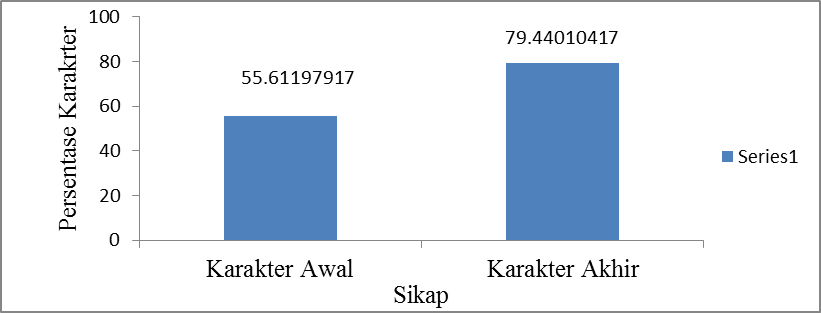 Persentase Karakrter
100
80
60
40
20
0
55.61197917
79.44010417
Karakter Awal
Karakter Akhir
Sikap
Series1